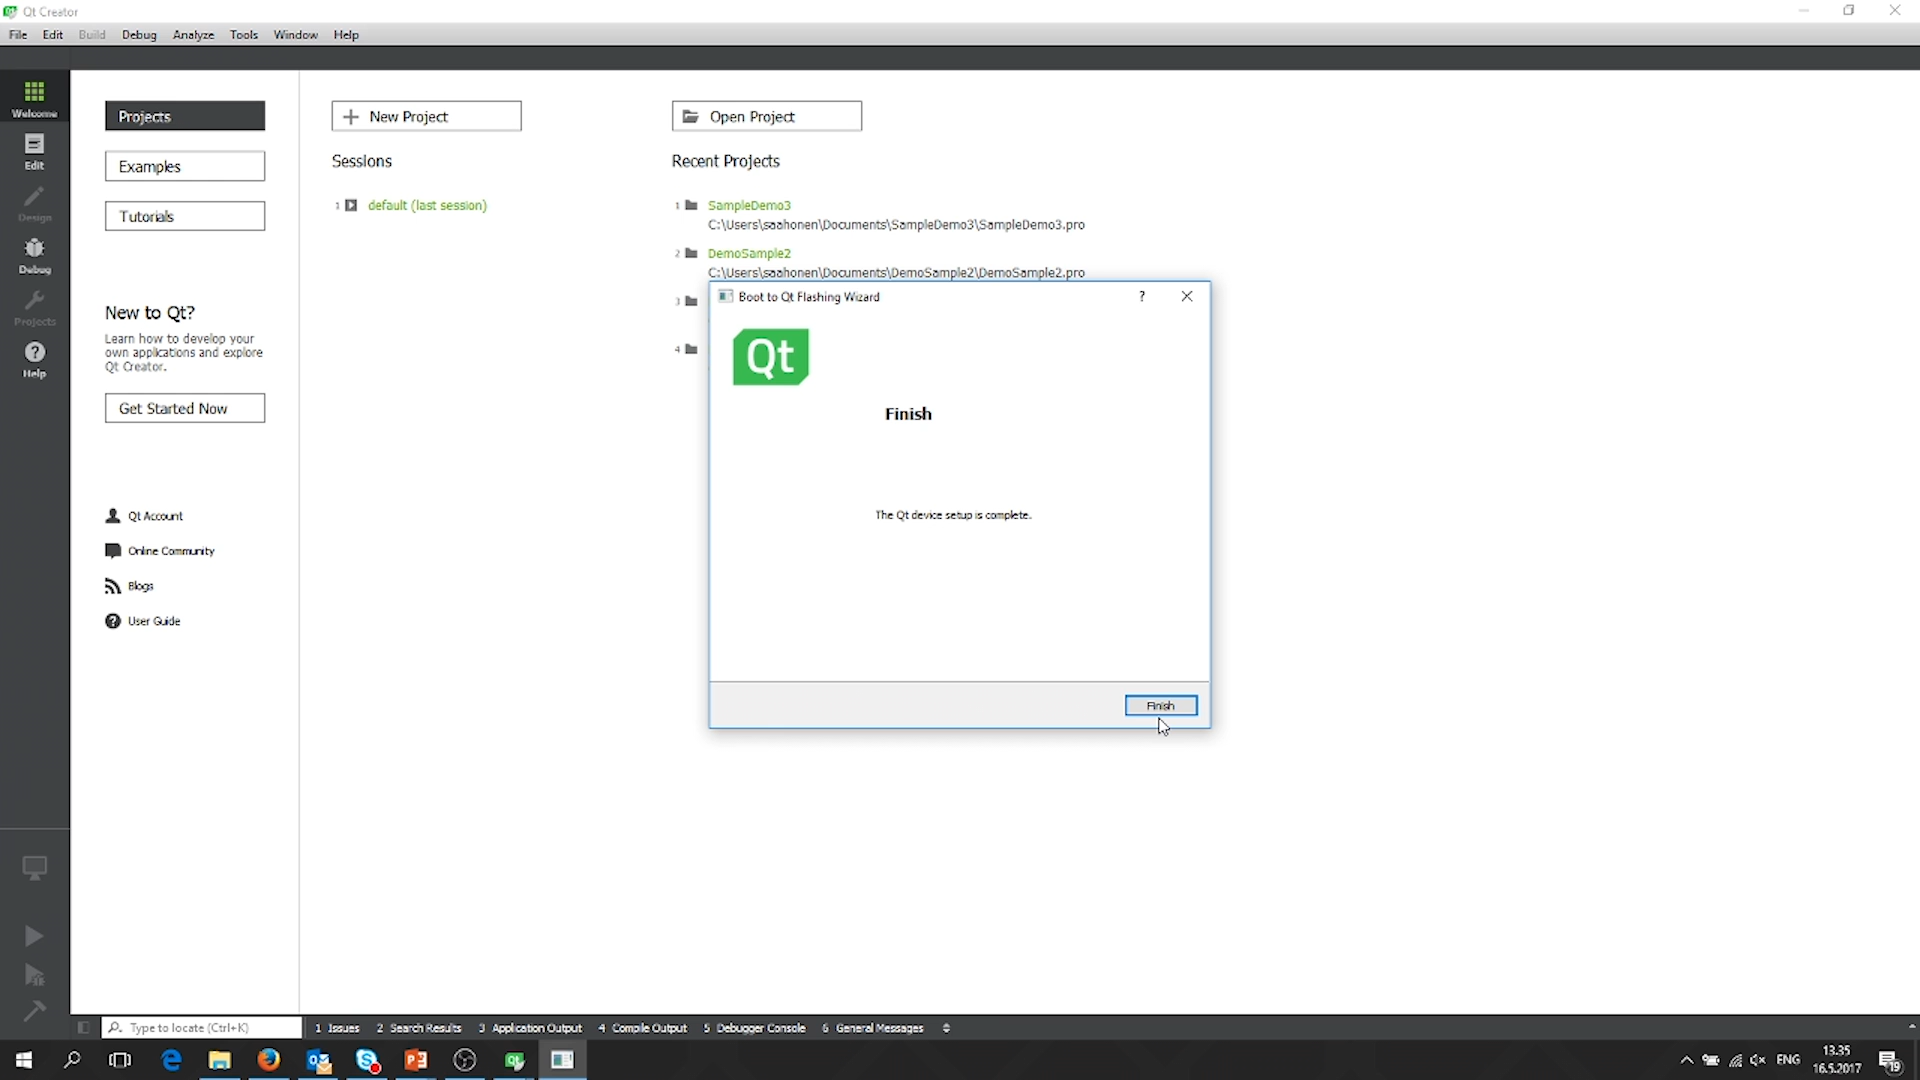 Qt Creator
File Edit Build Debug Analyze Tools Window Help
Welcome
Edit
Design
Debug
Projects
Help
Projects
Examples
Tutorials
New to Qt?
Learn how to develop your
own applications and explore
Qt Creator.
Get Started Now
Qt Account
Online Community
Blogs
User Guide
New Project
Sessions
1 default (last session)
Open Project
Recent Projects
1 SampleDemo3
C:\Users\saahonen\Documents\SampleDemo3\SampleDemo3.pro
2 DemoSample2
C:\Users\saahonen\Documents\DemoSample2\DemoSample2.pro
3
4
Boot to Qt Flashing Wizard ?
Qt
Finish
The Qt device setup is complete.
Finish
Type to locate (Ctrl+K) 1 Issues 2 Search Results 3 Application Output 4 Compile Output 5 Debugger Console 6 General Messages
ENG
13.35
16.5.2017
19